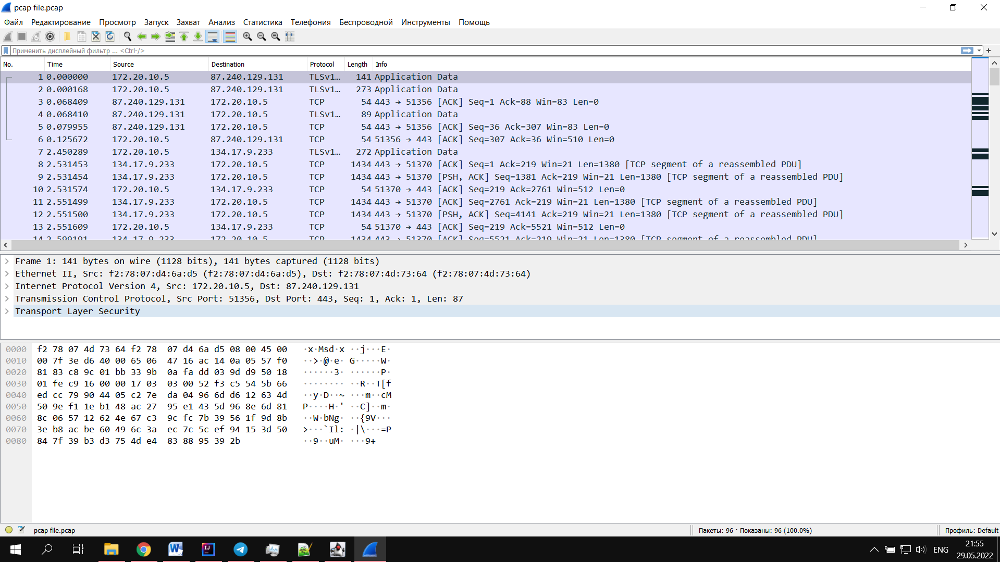 pcap file.pcap
Файл Редактирование Просмотр Запуск Захват Анализ Статистика Телефония Беспроводной Инструменты Помощь
Применить дисплейный фильтр ... <Ctrl-/>
No. Time Source Destination Protocol Length Info
1 0.000000 172.20.10.5 87.240.129.131 TLSv1... 141 Application Data
2 0.000168 172.20.10.5 87.240.129.131 TLSv1... 273 Application Data
3 0.068409 87.240.129.131 172.20.10.5 TCP 54 443 → 51356 [ACK] Seq=1 Ack=88 Win=83 Len=0
4 0.068410 87.240.129.131 172.20.10.5 TLSv1... 89 Application Data
5 0.079955 87.240.129.131 172.20.10.5 TCP 54 443 → 51356 [ACK] Seq=36 Ack=307 Win=83 Len=0
6 0.125672 172.20.10.5 87.240.129.131 TCP 54 51356 → 443 [ACK] Seq=307 Ack=36 Win=510 Len=0
7 2.450289 172.20.10.5 134.17.9.233 TLSv1... 272 Application Data
8 2.531453 134.17.9.233 172.20.10.5 TCP 1434 443 → 51370 [ACK] Seq=1 Ack=219 Win=21 Len=1380 [TCP segment of a reassembled PDU]
9 2.531454 134.17.9.233 172.20.10.5 TCP 1434 443 → 51370 [PSH, ACK] Seq=1381 Ack=219 Win=21 Len=1380 [TCP segment of a reassembled PDU]
10 2.531574 172.20.10.5 134.17.9.233 TCP 54 51370 → 443 [ACK] Seq=219 Ack=2761 Win=512 Len=0
11 2.551499 134.17.9.233 172.20.10.5 TCP 1434 443 → 51370 [ACK] Seq=2761 Ack=219 Win=21 Len=1380 [TCP segment of a reassembled PDU]
12 2.551500 134.17.9.233 172.20.10.5 TCP 1434 443 → 51370 [PSH, ACK] Seq=4141 Ack=219 Win=21 Len=1380 [TCP segment of a reassembled PDU]
13 2.551609 172.20.10.5 134.17.9.233 TCP 54 51370 → 443 [ACK] Seq=219 Ack=5521 Win=512 Len=0
14 2.599191 134.17.9.233 172.20.10.5 TCP 1434 443 → 51370 [ACK] Seq=5521 Ack=219 Win=21 Len=1380 [TCP segment of a reassembled PDU]
Frame 1: 141 bytes on wire (1128 bits), 141 bytes captured (1128 bits)
Ethernet II, Src: f2:78:07:d4:6a:d5 (f2:78:07:d4:6a:d5), Dst: f2:78:07:4d:73:64 (f2:78:07:4d:73:64)
Internet Protocol Version 4, Src: 172.20.10.5, Dst: 87.240.129.131
Transmission Control Protocol, Src Port: 51356, Dst Port: 443, Seq: 1, Ack: 1, Len: 87
Transport Layer Security
0000 f2 78 07 4d 73 64 f2 78 07 d4 6a d5 08 00 45 00 ·x·Msd·x ··j···E·
0010 00 7f 3e d6 40 00 65 06 47 16 ac 14 0a 05 57 f0 ··>·@·e· G·····W·
0020 81 83 c8 9c 01 bb 33 9b 0a fa dd 03 9d d9 50 18 ······3· ······P·
0030 01 fe c9 16 00 00 17 03 03 00 52 f3 c5 54 5b 66 ········ ··R··T[f
0040 ed cc 79 90 44 05 c2 7e da 04 96 6d d6 12 63 4d ··y·D··~ ···m··cM
0050 50 9e f1 1e b1 48 ac 27 95 e1 43 5d 96 8e 6d 81 P····H·' ··C]··m·
0060 8c 06 57 12 62 4e 67 c3 9c fc 7b 39 56 1f 9d 8b ··W·bNg· ··{9V···
0070 3e b8 ac be 60 49 6c 3a ec 7c 5c ef 94 15 3d 50 >···`Il: ·|\···=P
0080 84 7f 39 b3 d3 75 4d e4 83 88 95 39 2b ··9··uM· ···9+
pcap file.pcap Пакеты: 96 · Показаны: 96 (100.0%) Профиль: Default
ENG 21:55
29.05.2022